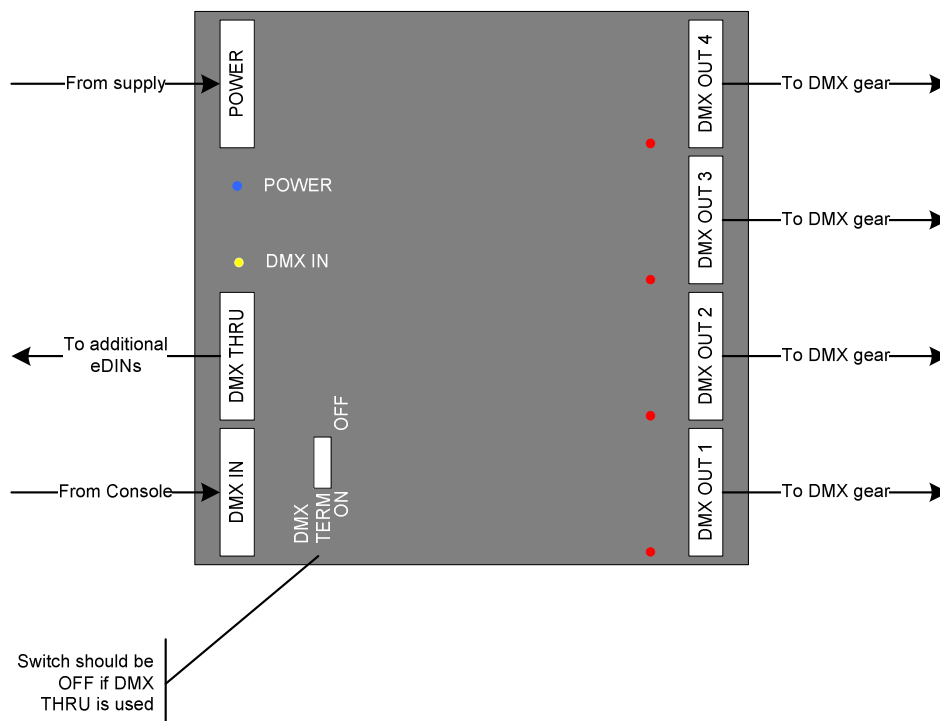 From supply
POWER
DMX OUT 4
To DMX gear
POWER
DMX OUT 3
To DMX gear
DMX IN
To additional
eDINs
DMX THRU
DMX OUT 2
To DMX gear
From Console
DMX IN
OFF
DMX
TERM
ON
DMX OUT 1
To DMX gear
Switch should be
OFF if DMX
THRU is used